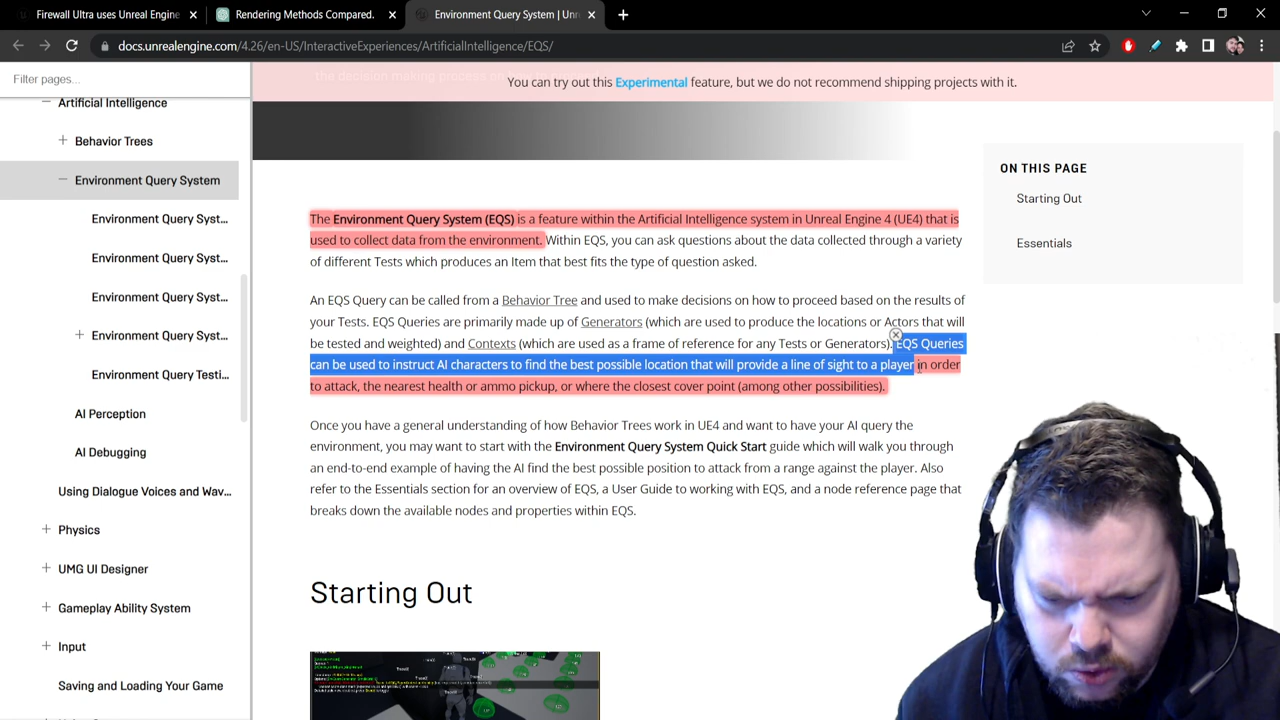 Firewall Ultra uses Unreal Engine
Rendering Methods Compared.
Environment Query System | Unr
docs.unrealengine.com/4.26/en-US/InteractiveExperiences/ArtificialIntelligence/EQS/
Filter pages...
Artificial Intelligence
Behavior Trees
Environment Query System
Environment Query Syst...
Environment Query Syst...
Environment Query Syst...
Environment Query Syst...
Environment Query Testi...
AI Perception
AI Debugging
Using Dialogue Voices and Wav...
Physics
UMG UI Designer
Gameplay Ability System
Input
Saving and Loading Your Game
You can try out this Experimental feature, but we do not recommend shipping projects with it.
The Environment Query System (EQS) is a feature within the Artificial Intelligence system in Unreal Engine 4 (UE4) that is
used to collect data from the environment. Within EQS, you can ask questions about the data collected through a variety
of different Tests which produces an Item that best fits the type of question asked.
An EQS Query can be called from a Behavior Tree and used to make decisions on how to proceed based on the results of
your Tests. EQS Queries are primarily made up of Generators (which are used to produce the locations or Actors that will
be tested and weighted) and Contexts (which are used as a frame of reference for any Tests or Generators). EQS Queries
can be used to instruct AI characters to find the best possible location that will provide a line of sight to a player in order
to attack, the nearest health or ammo pickup, or where the closest cover point (among other possibilities).
Once you have a general understanding of how Behavior Trees work in UE4 and want to have your AI query the
environment, you may want to start with the Environment Query System Quick Start guide which will walk you through
an end-to-end example of having the AI find the best possible position to attack from a range against the player. Also
refer to the Essentials section for an overview of EQS, a User Guide to working with EQS, and a node reference page that
breaks down the available nodes and properties within EQS.
Starting Out
ON THIS PAGE
Starting Out
Essentials